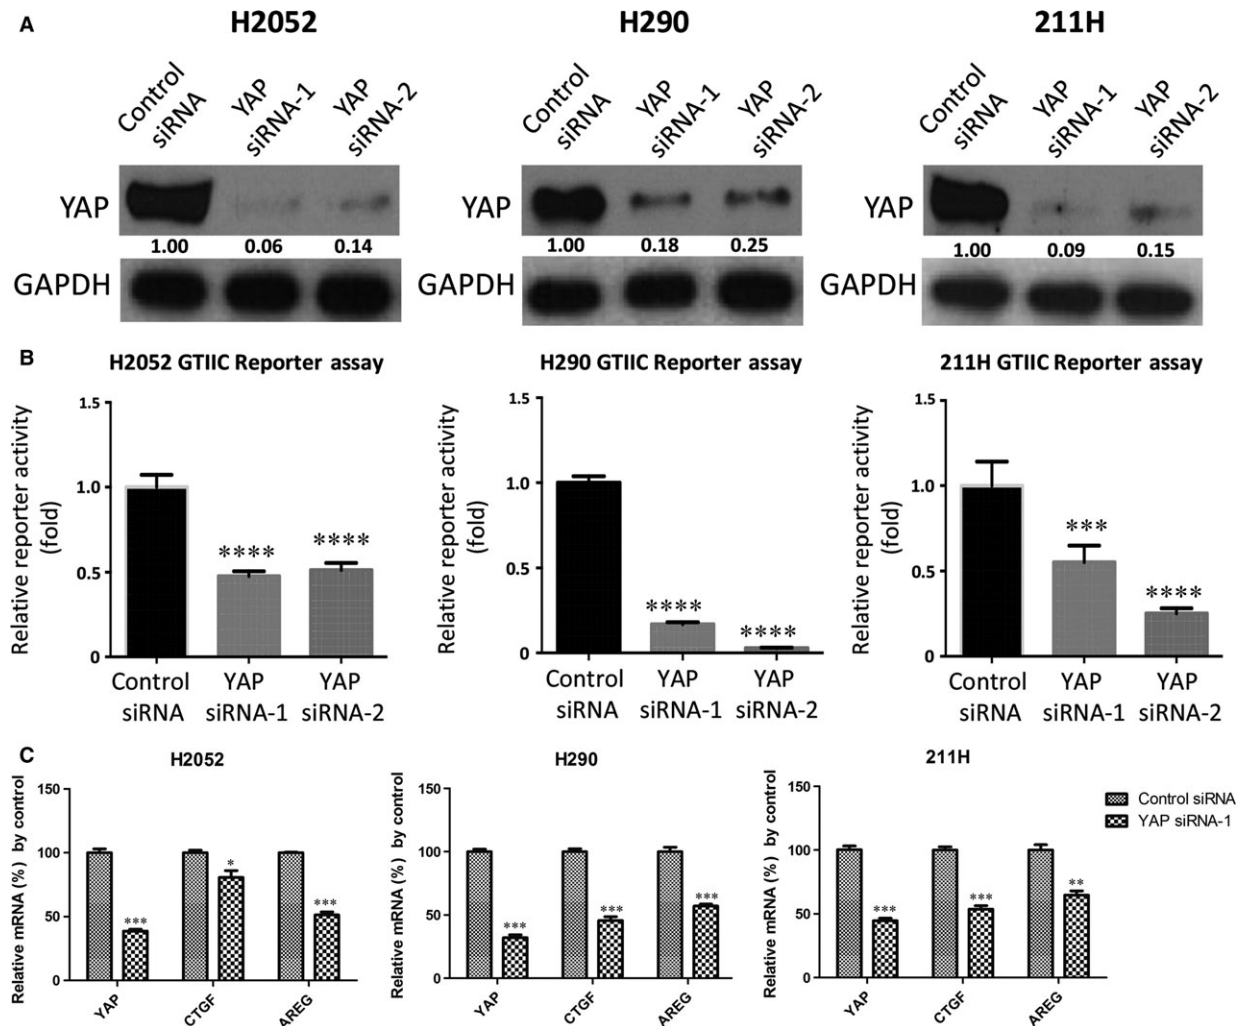 A
H2052
H290
211H
Control siRNA
YAP siRNA-1
YAP siRNA-2
Control siRNA
YAP siRNA-1
YAP siRNA-2
Control siRNA
YAP siRNA-1
YAP siRNA-2
YAP
YAP
YAP
1.00 0.06 0.14
1.00 0.18 0.25
1.00 0.09 0.15
GAPDH
GAPDH
GAPDH
B
H2052 GTIIC Reporter assay
Relative reporter activity
(fold)
1.5
1.0
0.5
0
****
****
Control
siRNA
YAP
siRNA-1
YAP
siRNA-2
H290 GTIIC Reporter assay
Relative reporter activity
(fold)
1.5
1.0
0.5
0
****
****
Control
siRNA
YAP
siRNA-1
YAP
siRNA-2
211H GTIIC Reporter assay
Relative reporter activity
(fold)
1.5
1.0
0.5
0
***
****
Control
siRNA
YAP
siRNA-1
YAP
siRNA-2
C
H2052
Relative mRNA (%) by control
150
100
50
0
***
*
***
YAP
CTGF
AREG
H290
Relative mRNA (%) by control
150
100
50
0
***
***
***
YAP
CTGF
AREG
211H
Relative mRNA (%) by control
150
100
50
0
***
***
**
YAP
CTGF
AREG
Control siRNA
YAP siRNA-1